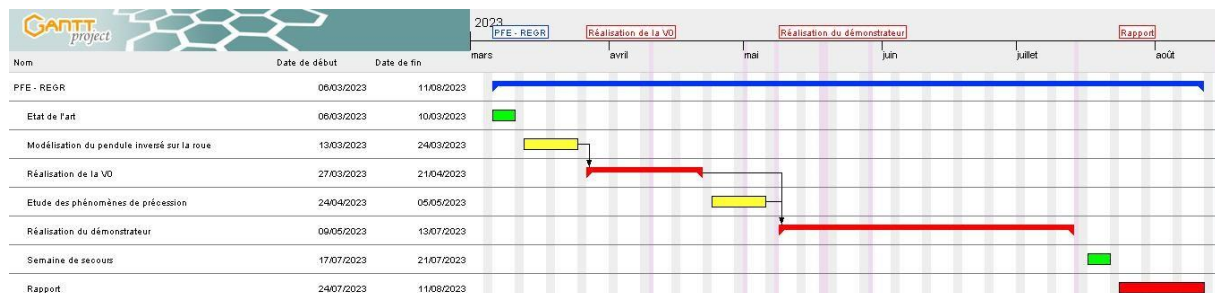 GANTT
project
2023
PFE - REGR Réalisation de la V0 Réalisation du démonstrateur Rapport
mars avril mai juin juillet août
Nom Date de début Date de fin
PFE - REGR 06/03/2023 11/08/2023
Etat de l'art 06/03/2023 10/03/2023
Modélisation du pendule inversé sur la roue 13/03/2023 24/03/2023
Réalisation de la V0 27/03/2023 21/04/2023
Etude des phénomènes de précession 24/04/2023 05/05/2023
Réalisation du démonstrateur 09/05/2023 13/07/2023
Semaine de secours 17/07/2023 21/07/2023
Rapport 24/07/2023 11/08/2023